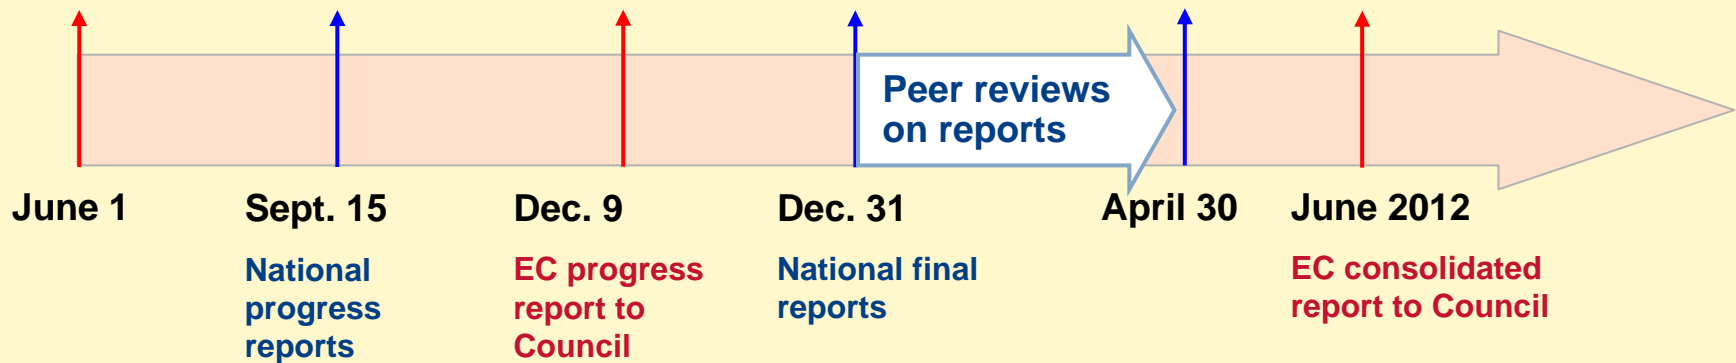 Peer reviews
on reports
June 1
Sept. 15
Dec. 9
Dec. 31
April 30
June 2012
National
progress
reports
EC progress
report to
Council
National final
reports
EC consolidated
report to Council